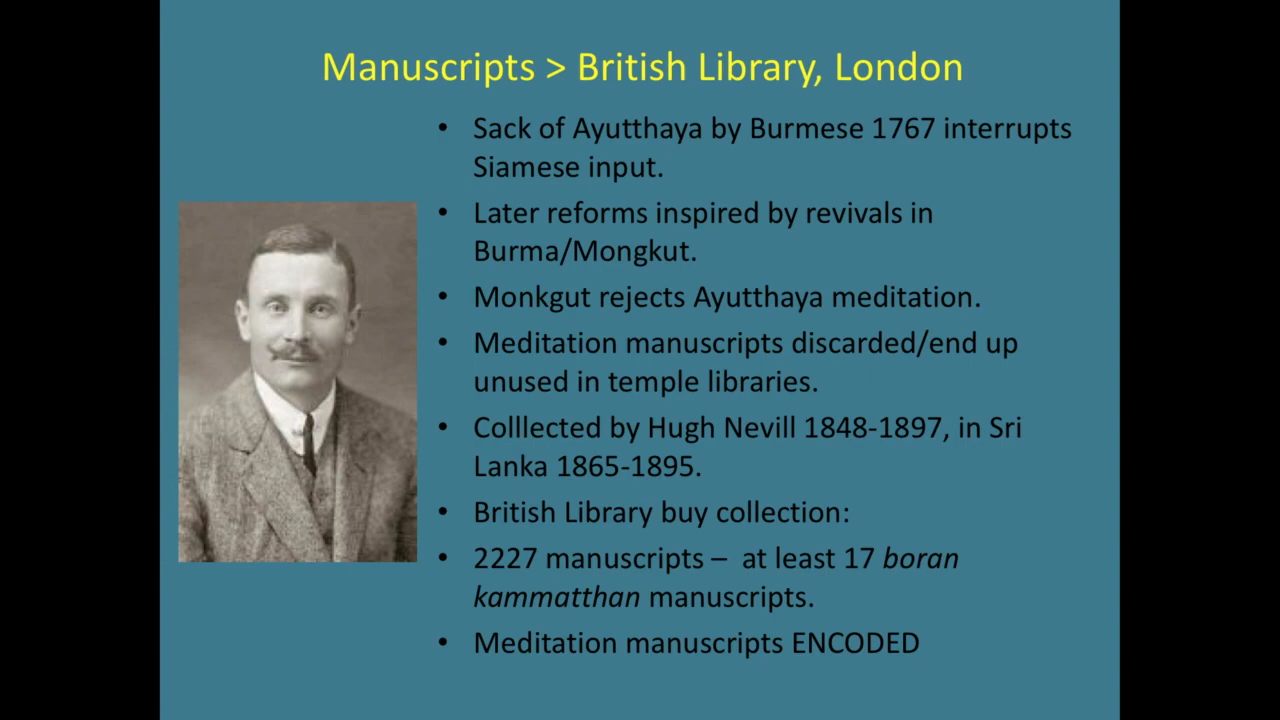 Manuscripts > British Library, London
• Sack of Ayutthaya by Burmese 1767 interrupts
Siamese input.
• Later reforms inspired by revivals in
Burma/Mongkut.
• Monkgut rejects Ayutthaya meditation.
• Meditation manuscripts discarded/end up
unused in temple libraries.
• Colllected by Hugh Nevill 1848-1897, in Sri
Lanka 1865-1895.
• British Library buy collection:
• 2227 manuscripts – at least 17 boran
kammatthan manuscripts.
• Meditation manuscripts ENCODED